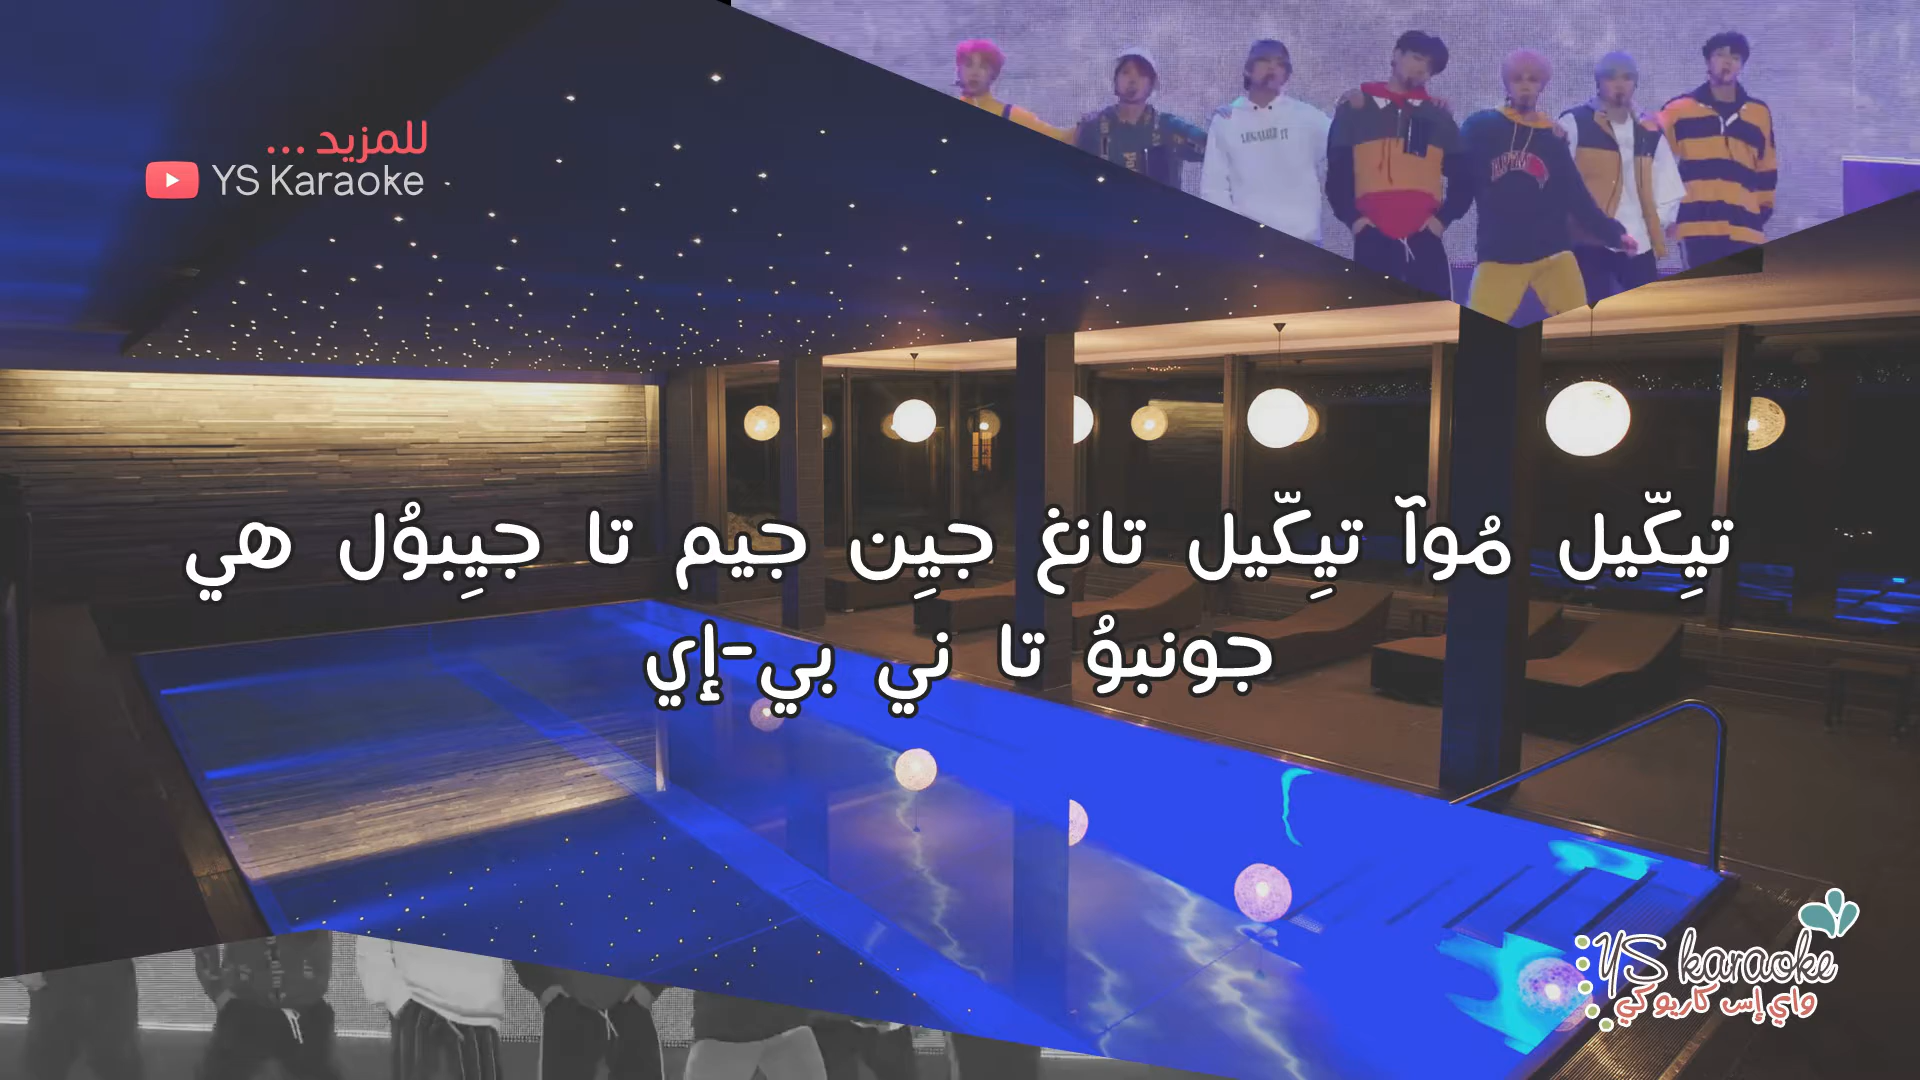 للمزيد ...
YS Karaoke
تيِكّيل مُوآ تيِكّيل تانغ جيِن جيم تا جيِبوُل هي
جونبوُ تا ني بي-إي
YS karaoke
واي إس كاريوكي